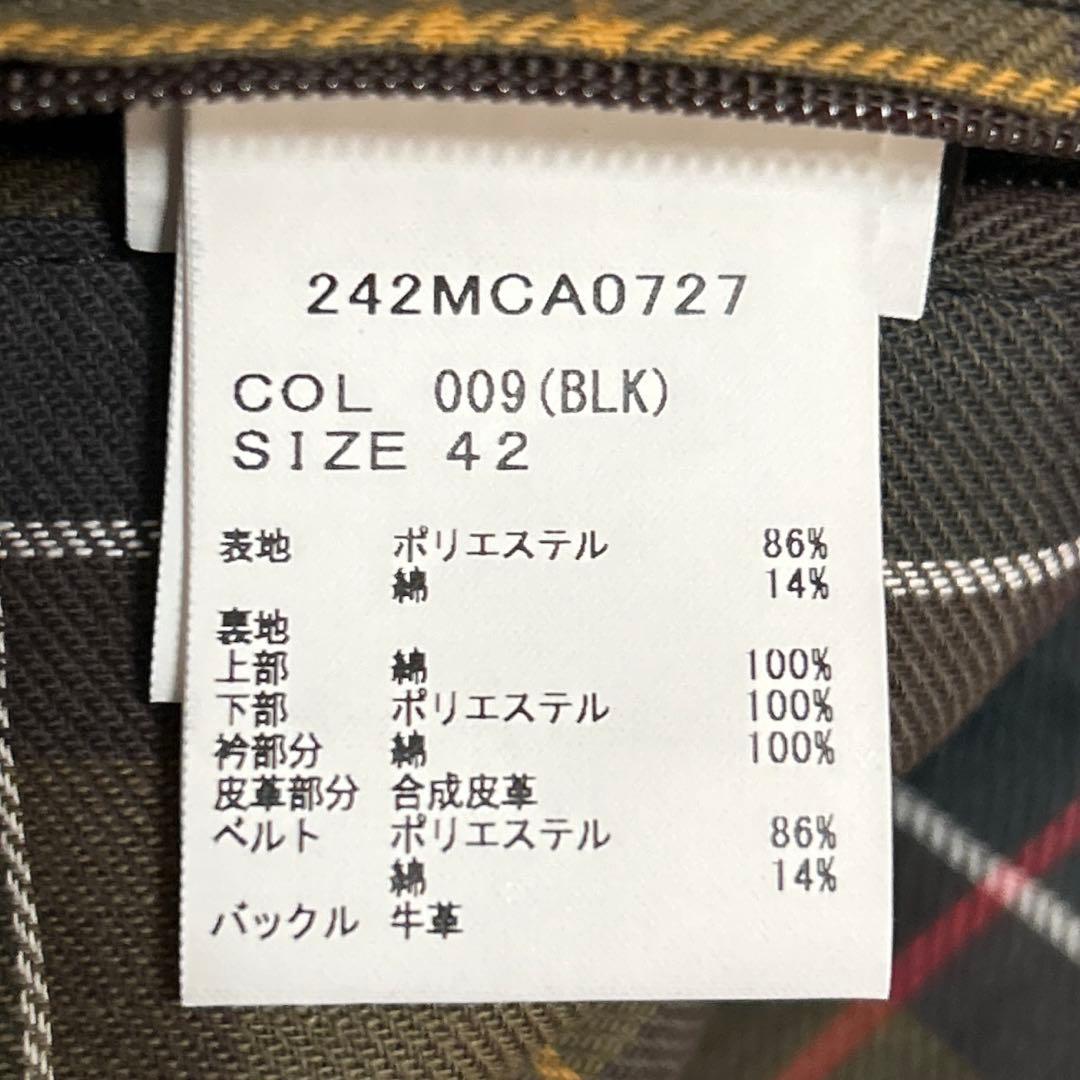 242MCA0727
COL 009(BLK)
SIZE 42
表地 ポリエステル 86%
綿 14%
裏地
上部 綿 100%
下部 ポリエステル 100%
衿部分 綿 100%
皮革部分 合成皮革
ベルト ポリエステル 86%
綿 14%
バックル 牛革